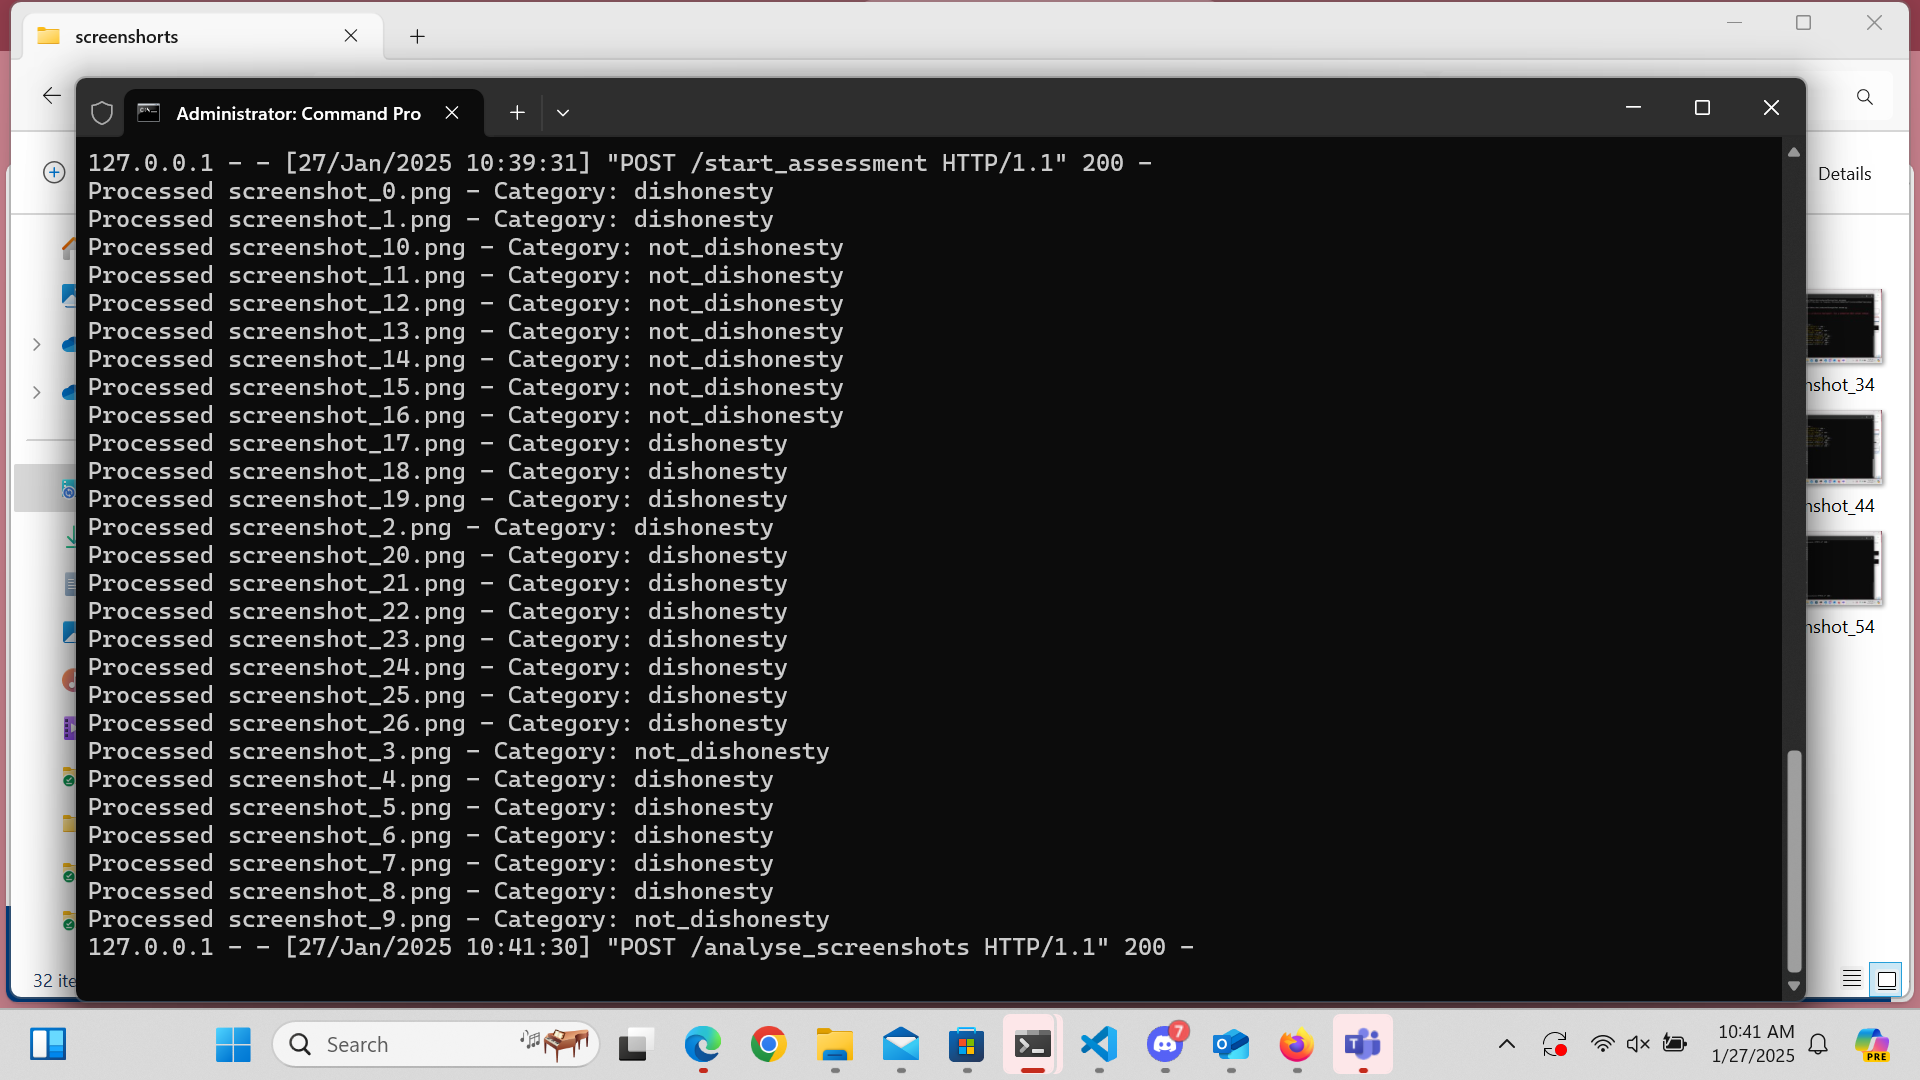 screenshorts
Administrator: Command Pro
Details
127.0.0.1 - - [27/Jan/2025 10:39:31] "POST /start_assessment HTTP/1.1" 200 -
Processed screenshot_0.png - Category: dishonesty
Processed screenshot_1.png - Category: dishonesty
Processed screenshot_10.png - Category: not_dishonesty
Processed screenshot_11.png - Category: not_dishonesty
Processed screenshot_12.png - Category: not_dishonesty
Processed screenshot_13.png - Category: not_dishonesty
Processed screenshot_14.png - Category: not_dishonesty
Processed screenshot_15.png - Category: not_dishonesty
Processed screenshot_16.png - Category: not_dishonesty
Processed screenshot_17.png - Category: dishonesty
Processed screenshot_18.png - Category: dishonesty
Processed screenshot_19.png - Category: dishonesty
Processed screenshot_2.png - Category: dishonesty
Processed screenshot_20.png - Category: dishonesty
Processed screenshot_21.png - Category: dishonesty
Processed screenshot_22.png - Category: dishonesty
Processed screenshot_23.png - Category: dishonesty
Processed screenshot_24.png - Category: dishonesty
Processed screenshot_25.png - Category: dishonesty
Processed screenshot_26.png - Category: dishonesty
Processed screenshot_3.png - Category: not_dishonesty
Processed screenshot_4.png - Category: dishonesty
Processed screenshot_5.png - Category: dishonesty
Processed screenshot_6.png - Category: dishonesty
Processed screenshot_7.png - Category: dishonesty
Processed screenshot_8.png - Category: dishonesty
Processed screenshot_9.png - Category: not_dishonesty
127.0.0.1 - - [27/Jan/2025 10:41:30] "POST /analyse_screenshots HTTP/1.1" 200 -
nshot_34
nshot_44
nshot_54
32 ite
Search
7
10:41 AM
1/27/2025
PRE